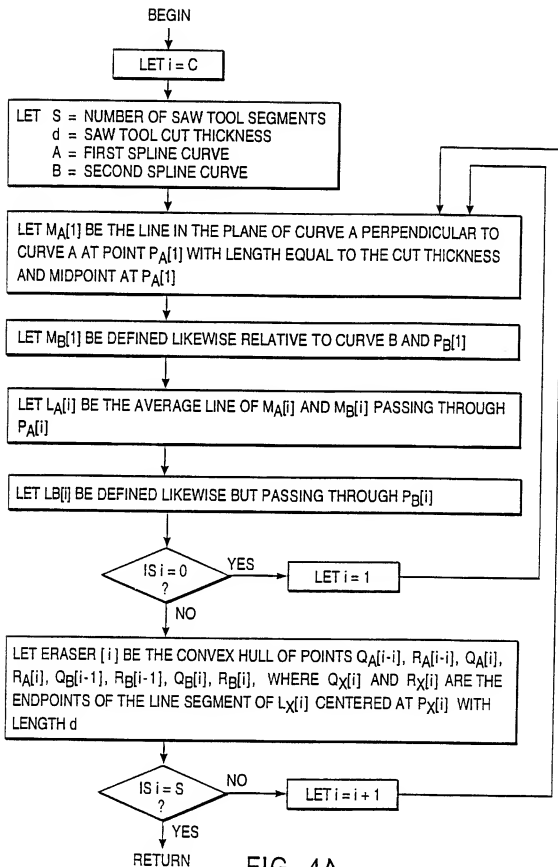 BEGIN
LET i = C
LET S = NUMBER OF SAW TOOL SEGMENTS
d = SAW TOOL CUT THICKNESS
A = FIRST SPLINE CURVE
B = SECOND SPLINE CURVE
LET MA[1] BE THE LINE IN THE PLANE OF CURVE A PERPENDICULAR TO
CURVE A AT POINT PA[1] WITH LENGTH EQUAL TO THE CUT THICKNESS
AND MIDPOINT AT PA[1]
LET MB[1] BE DEFINED LIKEWISE RELATIVE TO CURVE B AND PB[1]
LET LA[i] BE THE AVERAGE LINE OF MA[i] AND MB[i] PASSING THROUGH
PA[i]
LET LB[i] BE DEFINED LIKEWISE BUT PASSING THROUGH PB[i]
IS i = 0
?
YES
LET i = 1
NO
LET ERASER [i] BE THE CONVEX HULL OF POINTS QA[i-i], RA[i-i], QA[i],
RA[i], QB[i-1], RB[i-1], QB[i], RB[i], WHERE QX[i] AND RX[i] ARE THE
ENDPOINTS OF THE LINE SEGMENT OF LX[i] CENTERED AT PX[i] WITH
LENGTH d
IS i = S
?
NO
LET i = i + 1
YES
RETURN
FIG. 4A